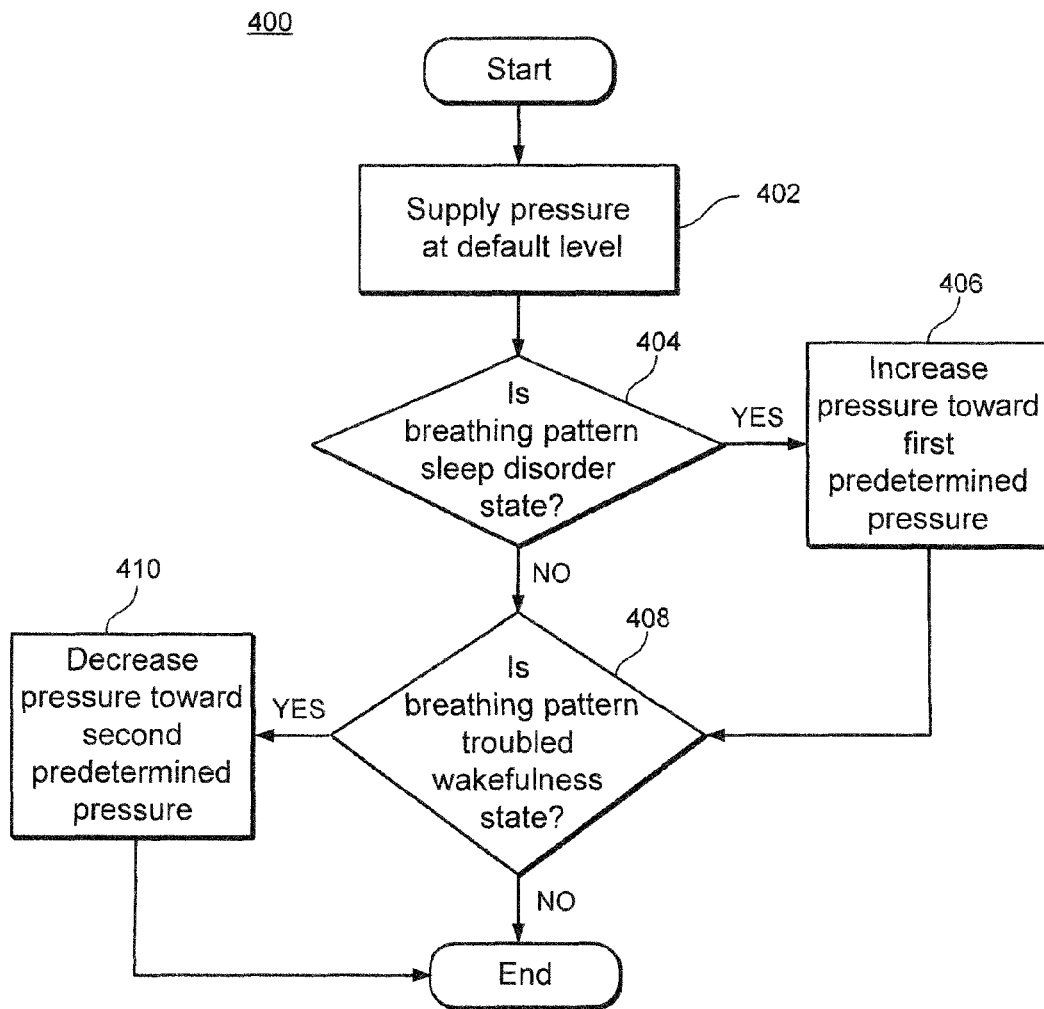 400
Start
402
Supply pressure
at default level
404
Is
breathing pattern
sleep disorder
state?
YES
406
Increase
pressure toward
first
predetermined
pressure
NO
408
Is
breathing pattern
troubled
wakefulness
state?
YES
410
Decrease
pressure toward
second
predetermined
pressure
NO
End